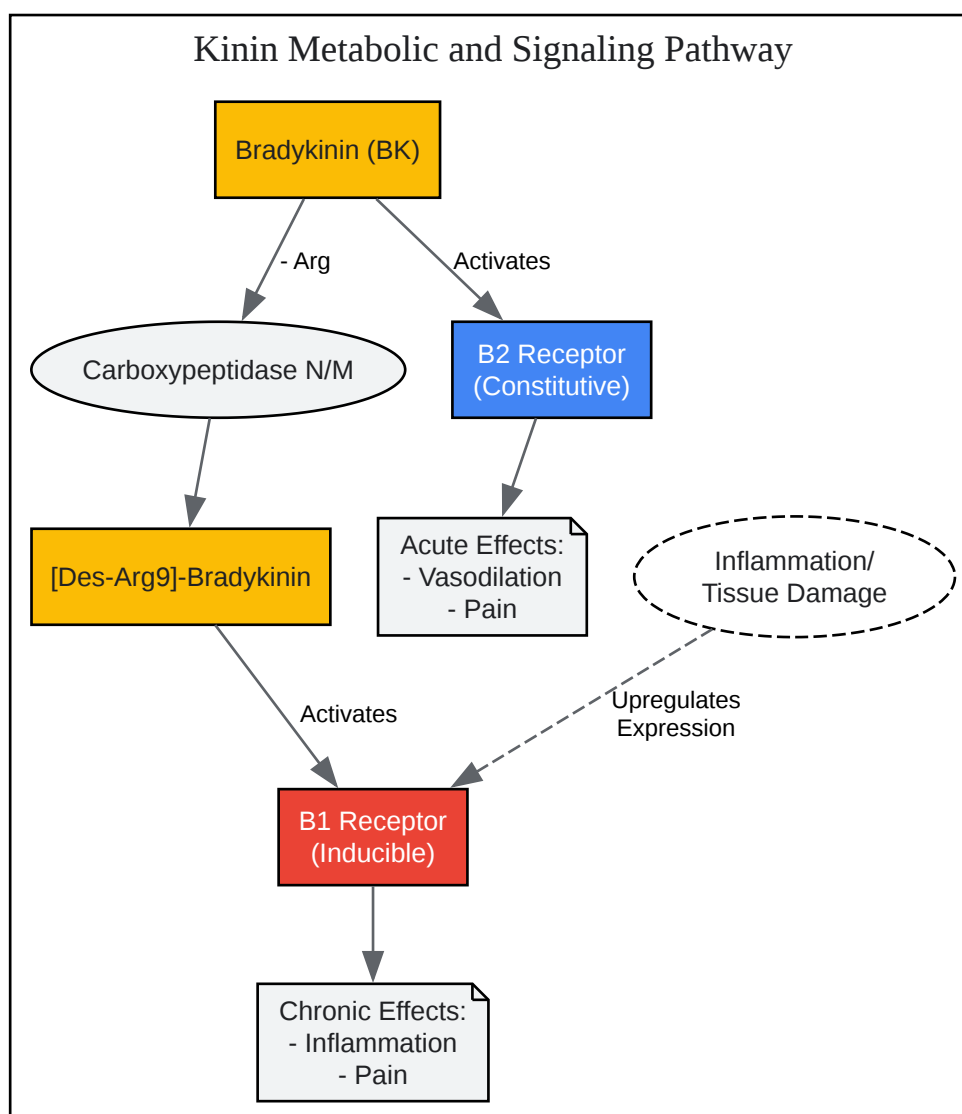 Kinin Metabolic and Signaling Pathway
Bradykinin (BK)
- Arg
Activates
Carboxypeptidase N/M
B2 Receptor
(Constitutive)
[Des-Arg9]-Bradykinin
Acute Effects:
- Vasodilation
- Pain
Inflammation/
Tissue Damage
Activates
Upregulates
Expression
B1 Receptor
(Inducible)
Chronic Effects:
- Inflammation
- Pain